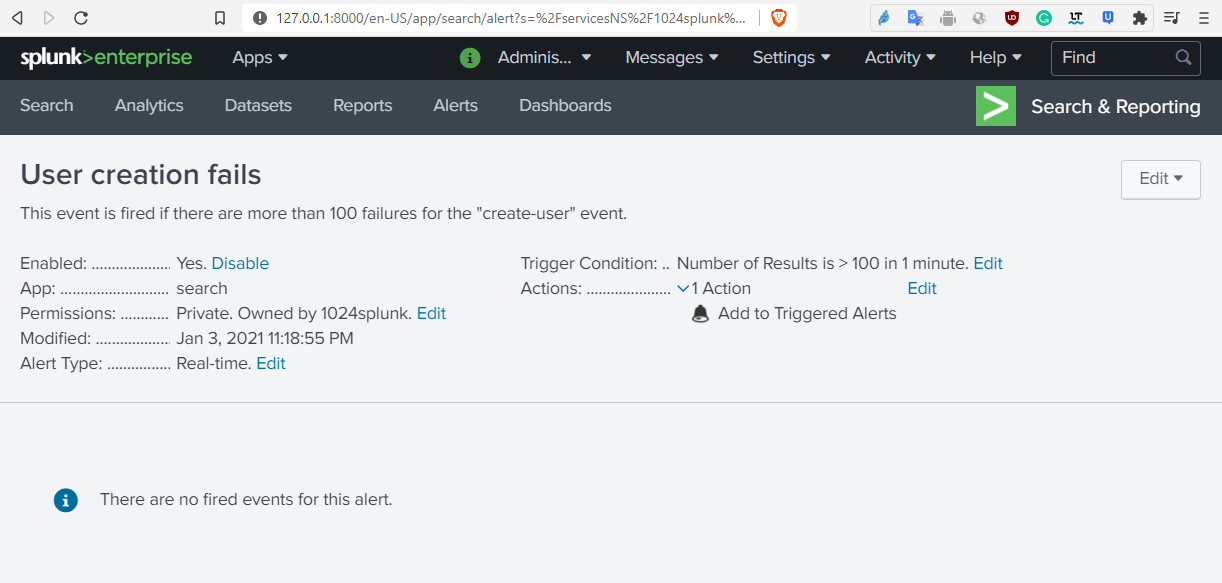 127.0.0.1:8000/en-US/app/search/alert?s=%2FservicesNS%2F1024splunk%...
splunk>enterprise Apps Adminis... Messages Settings Activity Help Find
Search Analytics Datasets Reports Alerts Dashboards Search & Reporting
User creation fails Edit
This event is fired if there are more than 100 failures for the "create-user" event.
Enabled: .................... Yes. Disable Trigger Condition: .. Number of Results is > 100 in 1 minute. Edit
App: ........................... search Actions: ..................... 1 Action Edit
Permissions: ............ Private. Owned by 1024splunk. Edit Add to Triggered Alerts
Modified: ................... Jan 3, 2021 11:18:55 PM
Alert Type: ................ Real-time. Edit
There are no fired events for this alert.